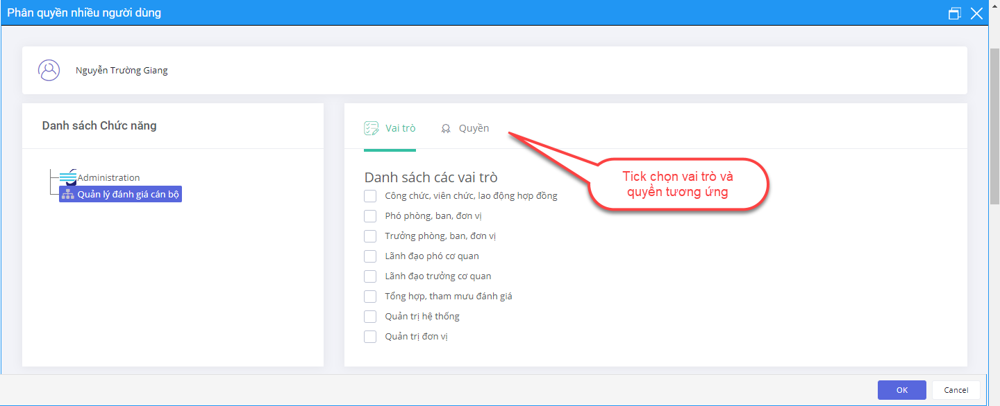 Phân quyền nhiều người dùng
Nguyễn Trường Giang
Danh sách Chức năng
Administration
Quản lý đánh giá cán bộ
Vai trò
Quyền
Danh sách các vai trò
Công chức, viên chức, lao động hợp đồng
Phó phòng, ban, đơn vị
Trưởng phòng, ban, đơn vị
Lãnh đạo phó cơ quan
Lãnh đạo trưởng cơ quan
Tổng hợp, tham mưu đánh giá
Quản trị hệ thống
Quản trị đơn vị
Tick chọn vai trò và
quyền tương ứng
OK
Cancel